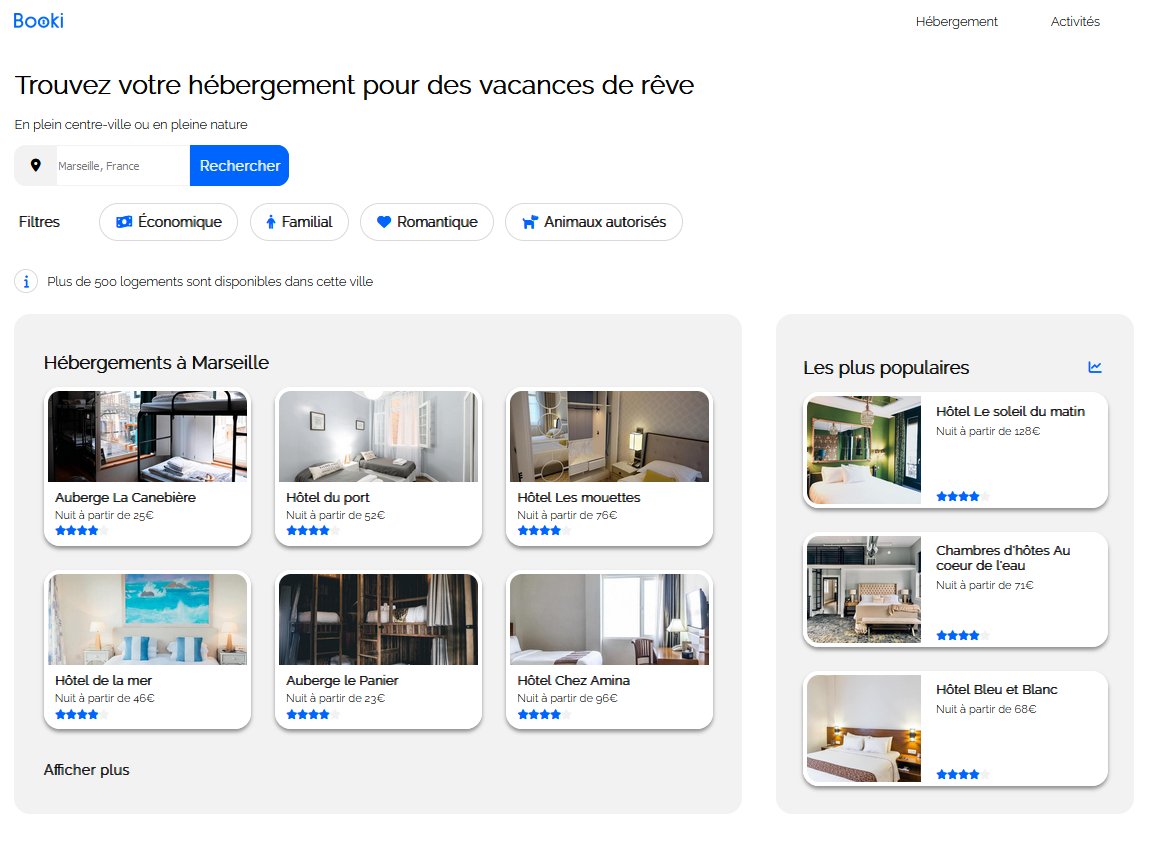 Booki
Hébergement
Activités
Trouvez votre hébergement pour des vacances de rêve
En plein centre-ville ou en pleine nature
Marseille, France
Rechercher
Filtres
Économique
Familial
Romantique
Animaux autorisés
Plus de 500 logements sont disponibles dans cette ville
Hébergements à Marseille
Auberge La Canebière
Nuit à partir de 25€
Hôtel du port
Nuit à partir de 52€
Hôtel Les mouettes
Nuit à partir de 76€
Hôtel de la mer
Nuit à partir de 46€
Auberge le Panier
Nuit à partir de 23€
Hôtel Chez Amina
Nuit à partir de 96€
Afficher plus
Les plus populaires
Hôtel Le soleil du matin
Nuit à partir de 128€
Chambres d'hôtes Au
coeur de l'eau
Nuit à partir de 71€
Hôtel Bleu et Blanc
Nuit à partir de 68€